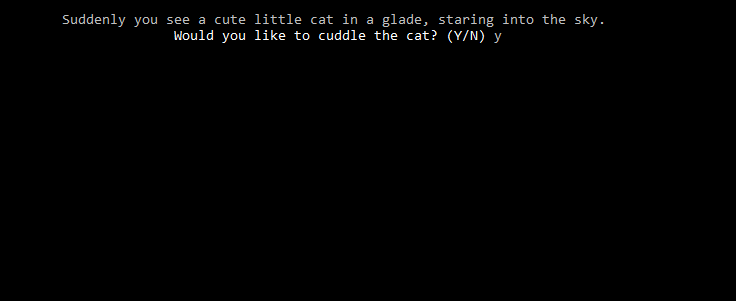 Suddenly you see a cute little cat in a glade, staring into the sky.
Would you like to cuddle the cat? (Y/N) y